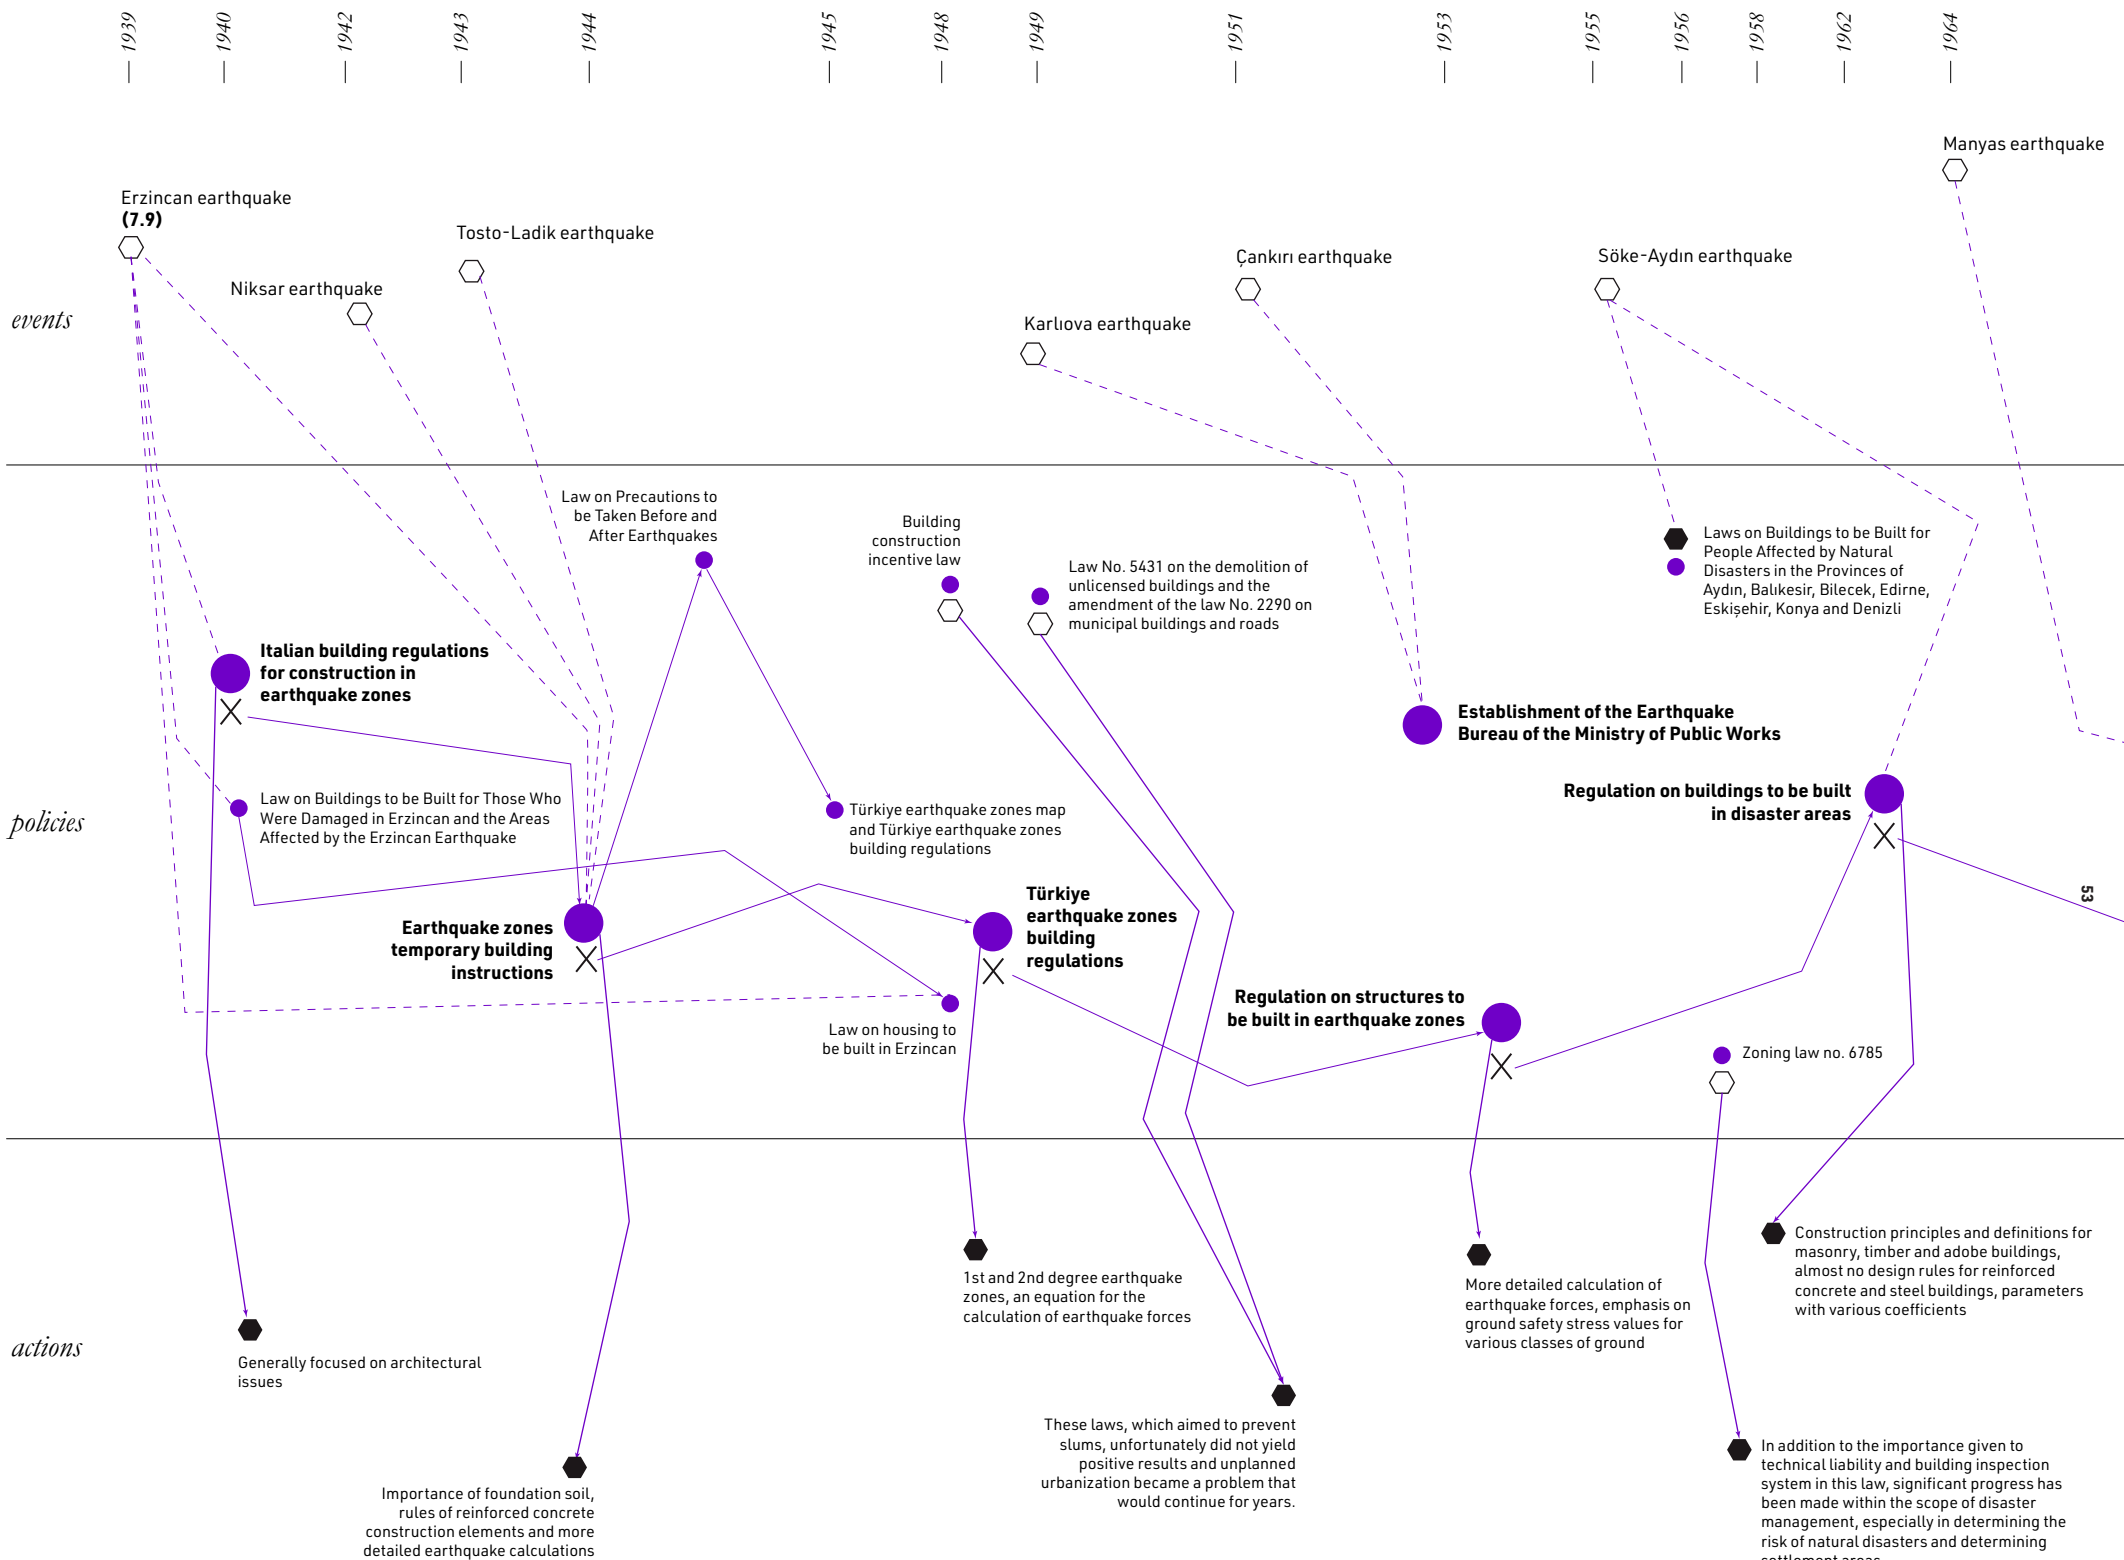 1939
1940
1942
1943
1944
1945
1948
1949
1951
1953
1955
1956
1958
1962
1964
events
Erzincan earthquake
(7.9)
Niksar earthquake
Tosto-Ladik earthquake
Karlıova earthquake
Çankırı earthquake
Söke-Aydın earthquake
Manyas earthquake
policies
Italian building regulations
for construction in
earthquake zones
Law on Buildings to be Built for Those Who
Were Damaged in Erzincan and the Areas
Affected by the Erzincan Earthquake
Earthquake zones
temporary building
instructions
Law on Precautions to
be Taken Before and
After Earthquakes
Türkiye earthquake zones map
and Türkiye earthquake zones
building regulations
Building
construction
incentive law
Law No. 5431 on the demolition of
unlicensed buildings and the
amendment of the law No. 2290 on
municipal buildings and roads
Türkiye
earthquake zones
building
regulations
Law on housing to
be built in Erzincan
Establishment of the Earthquake
Bureau of the Ministry of Public Works
Regulation on structures to
be built in earthquake zones
Laws on Buildings to be Built for
People Affected by Natural
Disasters in the Provinces of
Aydın, Balıkesir, Bilecek, Edirne,
Eskişehir, Konya and Denizli
Regulation on buildings to be built
in disaster areas
Zoning law no. 6785
53
actions
Generally focused on architectural
issues
Importance of foundation soil,
rules of reinforced concrete
construction elements and more
detailed earthquake calculations
1st and 2nd degree earthquake
zones, an equation for the
calculation of earthquake forces
These laws, which aimed to prevent
slums, unfortunately did not yield
positive results and unplanned
urbanization became a problem that
would continue for years.
More detailed calculation of
earthquake forces, emphasis on
ground safety stress values for
various classes of ground
Construction principles and definitions for
masonry, timber and adobe buildings,
almost no design rules for reinforced
concrete and steel buildings, parameters
with various coefficients
In addition to the importance given to
technical liability and building inspection
system in this law, significant progress has
been made within the scope of disaster
management, especially in determining the
risk of natural disasters and determining
settlement areas